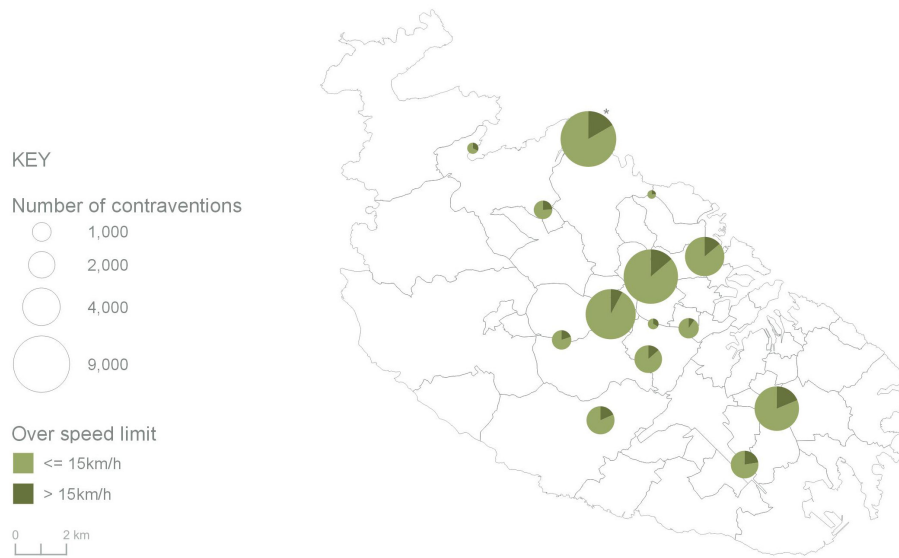 *
KEY
Number of contraventions
1,000
2,000
4,000
9,000
Over speed limit
<= 15km/h
> 15km/h
0 2 km